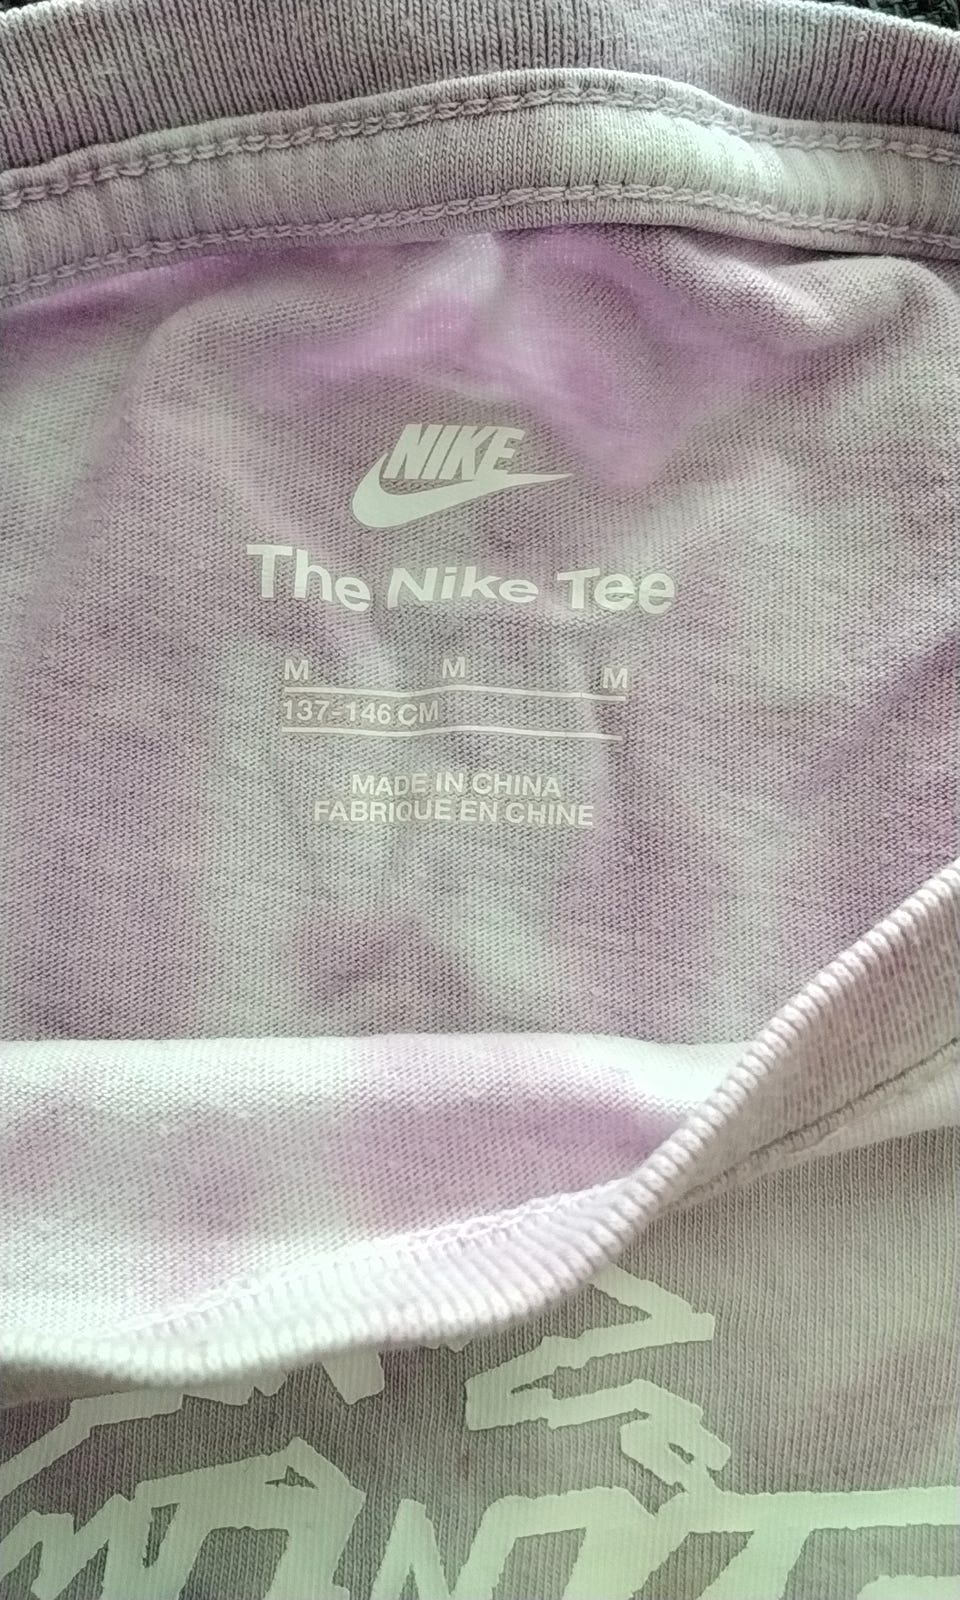 NIKE
The Nike Tee
M M M
137-146 CM
MADE IN CHINA
FABRIQUE EN CHINE